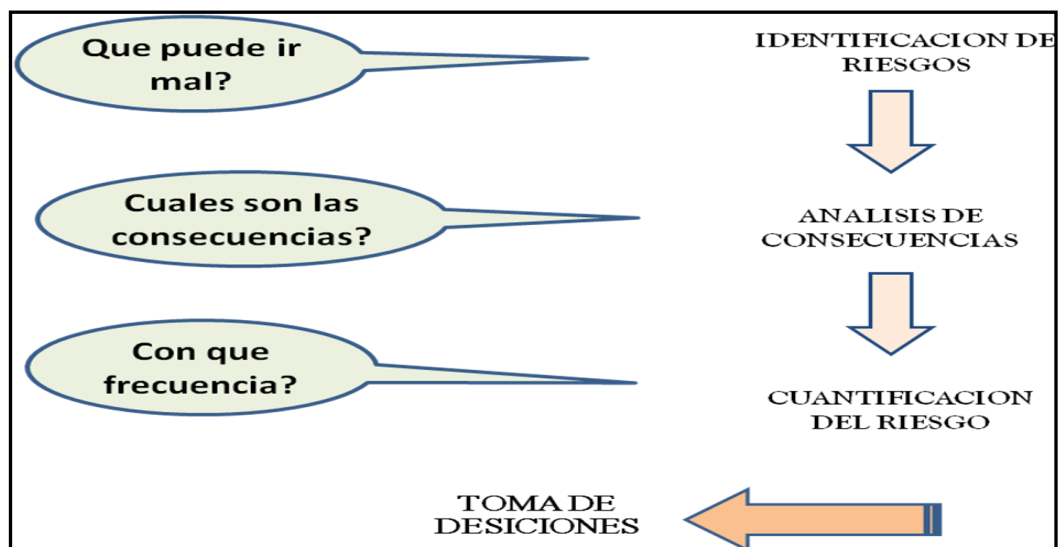 Que puede ir
mal?
IDENTIFICACION DE
RIESGOS
Cuales son las
consecuencias?
ANALISIS DE
CONSECUENCIAS
Con que
frecuencia?
CUANTIFICACION
DEL RIESGO
TOMA DE
DESICIONES